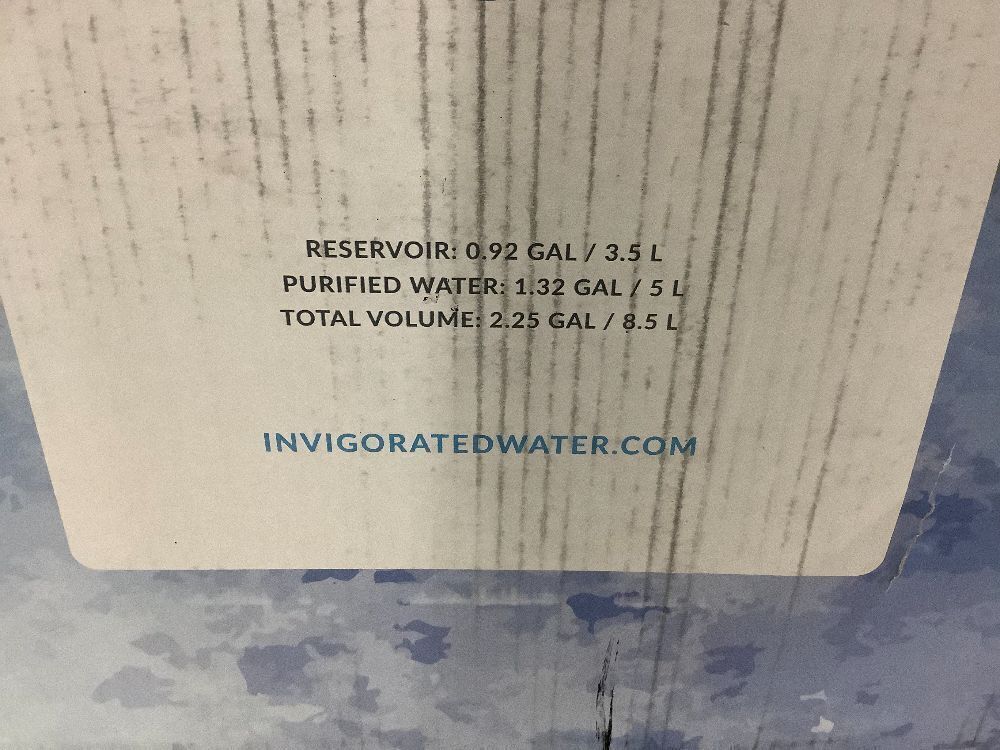 RESERVOIR: 0.92 GAL / 3.5 L
PURIFIED WATER: 1.32 GAL / 5 L
TOTAL VOLUME: 2.25 GAL / 8.5 L
INVIGORATEDWATER.COM